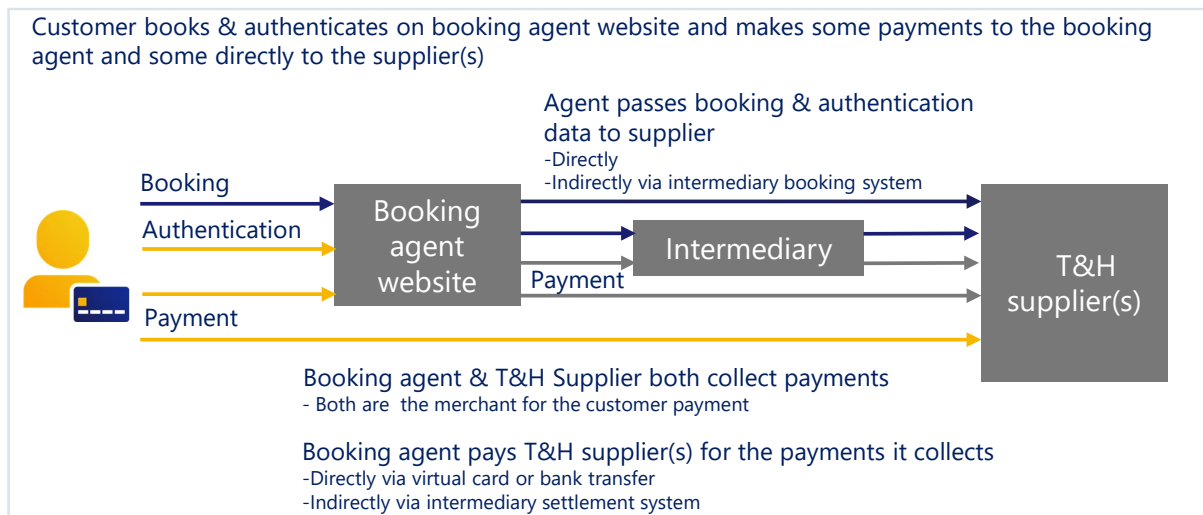 Customer books & authenticates on booking agent website and makes some payments to the booking
agent and some directly to the supplier(s)
Agent passes booking & authentication
data to supplier
-Directly
-Indirectly via intermediary booking system
Booking
Authentication
Payment
Booking
agent
website
Intermediary
Payment
T&H
supplier(s)
Booking agent & T&H Supplier both collect payments
- Both are  the merchant for the customer payment
Booking agent pays T&H supplier(s) for the payments it collects
-Directly via virtual card or bank transfer
-Indirectly via intermediary settlement system